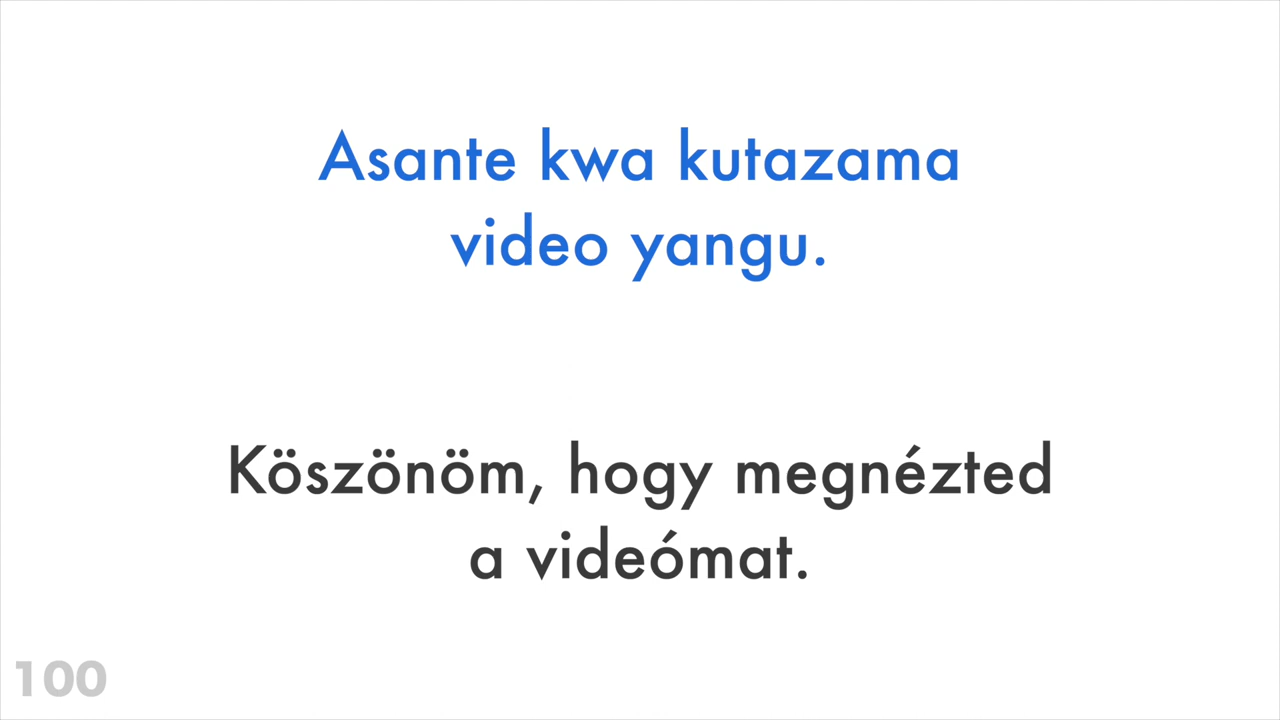 Asante kwa kutazama
video yangu.
Köszönöm, hogy megnézted
a videómat.
100